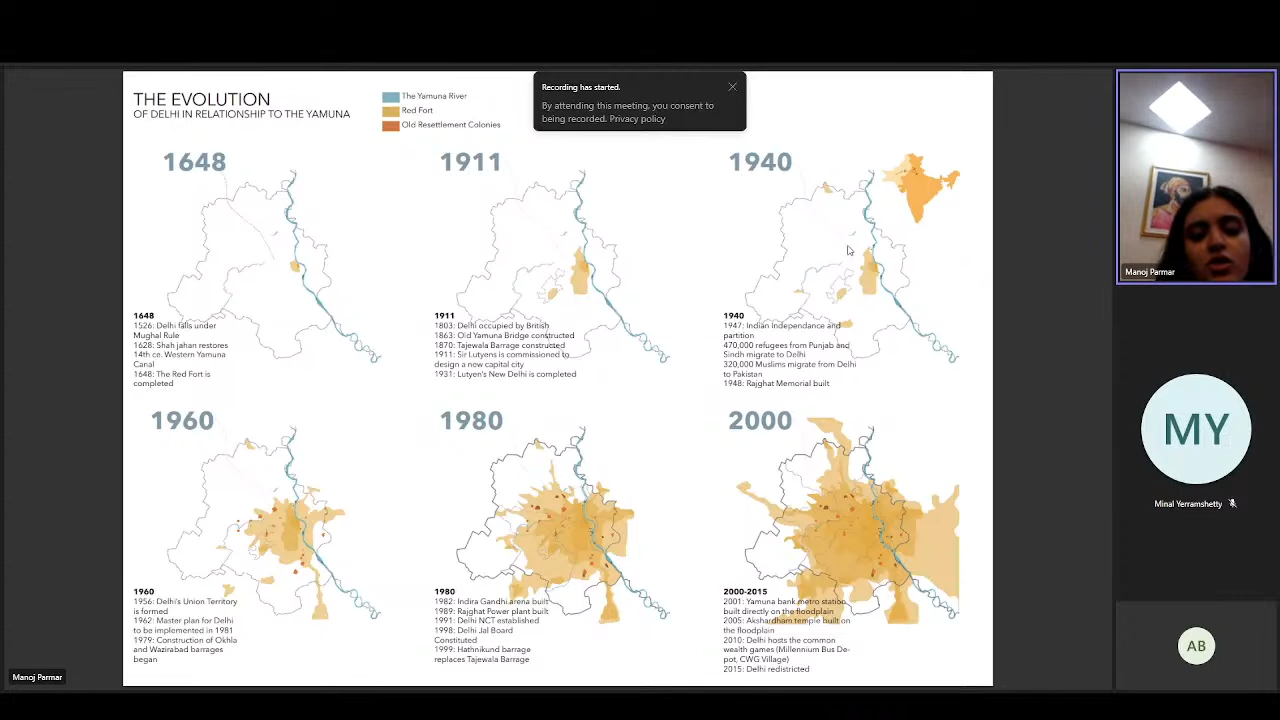 THE EVOLUTION
OF DELHI IN RELATIONSHIP TO THE YAMUNA
The Yamuna River
Red Fort
Old Resettlement Colonies
Recording has started.
By attending this meeting, you consent to
being recorded. Privacy policy
1648
1911
1940
1648
1526: Delhi falls under
Mughal Rule
1628: Shah jahan restores
14th ce. Western Yamuna
Canal
1648: The Red Fort is
completed
1911
1803: Delhi occupied by British
1863: Old Yamuna Bridge constructed
1870: Tajewala Barrage constructed
1911: Sir Lutyens is commissioned to
design a new capital city
1931: Lutyen's New Delhi is completed
1940
1947: Indian Independance and
partition
470,000 refugees from Punjab and
Sindh migrate to Delhi
320,000 Muslims migrate from Delhi
to Pakistan
1948: Rajghat Memorial built
1960
1980
2000
1960
1956: Delhi's Union Territory
is formed
1962: Master plan for Delhi
to be implemented in 1981
1979: Construction of Okhla
and Wazirabad barrages
began
1980
1982: Indira Gandhi arena built
1989: Rajghat Power plant built
1991: Delhi NCT established
1998: Delhi Jal Board
Constituted
1999: Hathnikund barrage
replaces Tajewala Barrage
2000-2015
2001: Yamuna bank metro station
built directly on the floodplain
2005: Akshardham temple built on
the floodplain
2010: Delhi hosts the common
wealth games (Millennium Bus De-
pot, CWG Village)
2015: Delhi redistricted
Manoj Parmar
Manoj Parmar
MY
Minal Yerramshetty
AB